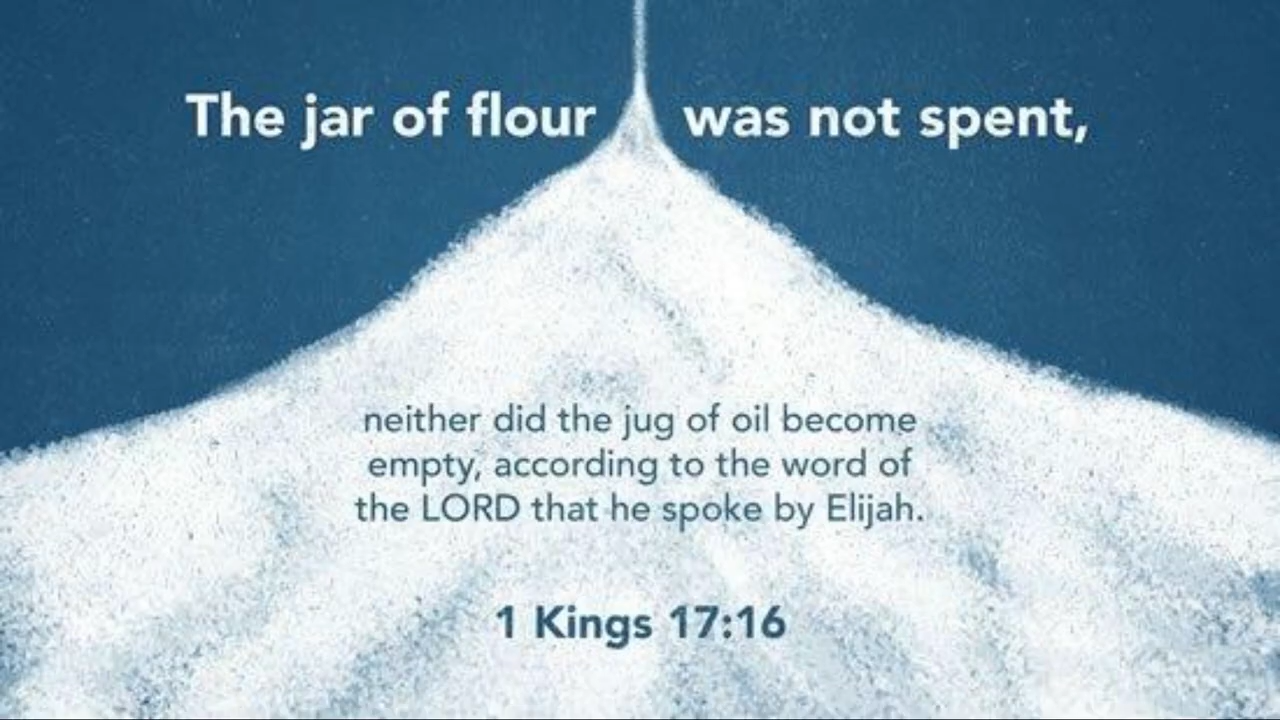 The jar of flour was not spent,
neither did the jug of oil become
empty, according to the word of
the LORD that he spoke by Elijah.
1 Kings 17:16